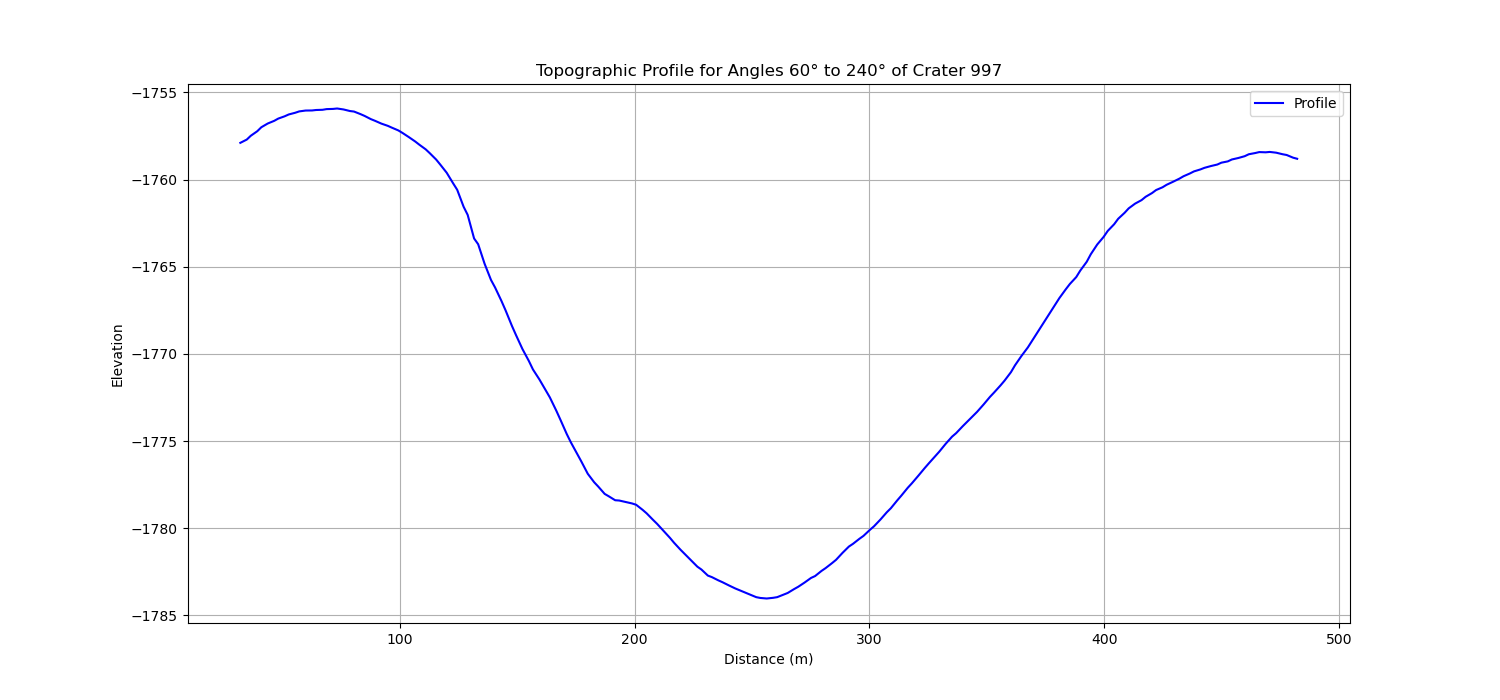 Topographic Profile for Angles 60° to 240° of Crater 997
Profile
−1755
−1760
−1765
−1770
−1775
−1780
−1785
Elevation
100 200 300 400 500
Distance (m)